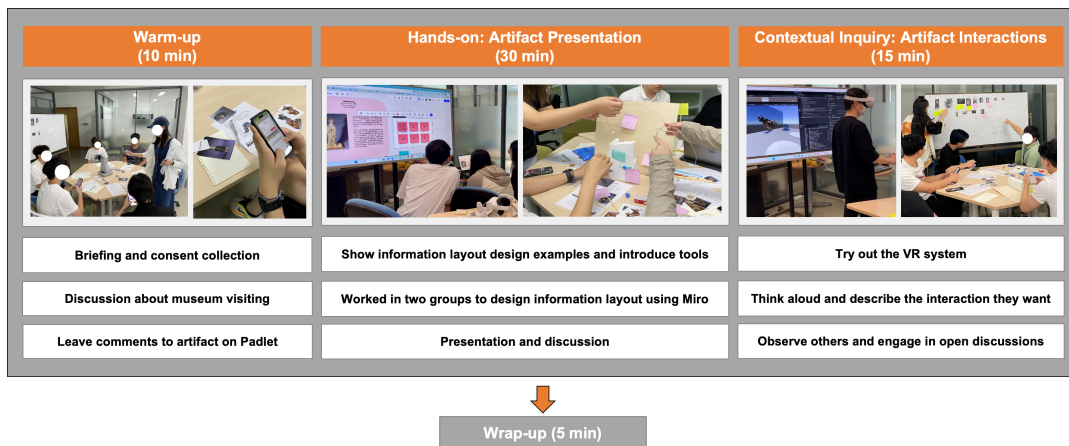 Warm-up
(10 min)
Hands-on: Artifact Presentation
(30 min)
Contextual Inquiry: Artifact Interactions
(15 min)
Briefing and consent collection
Discussion about museum visiting
Leave comments to artifact on Padlet
Show information layout design examples and introduce tools
Worked in two groups to design information layout using Miro
Presentation and discussion
Try out the VR system
Think aloud and describe the interaction they want
Observe others and engage in open discussions
Wrap-up (5 min)